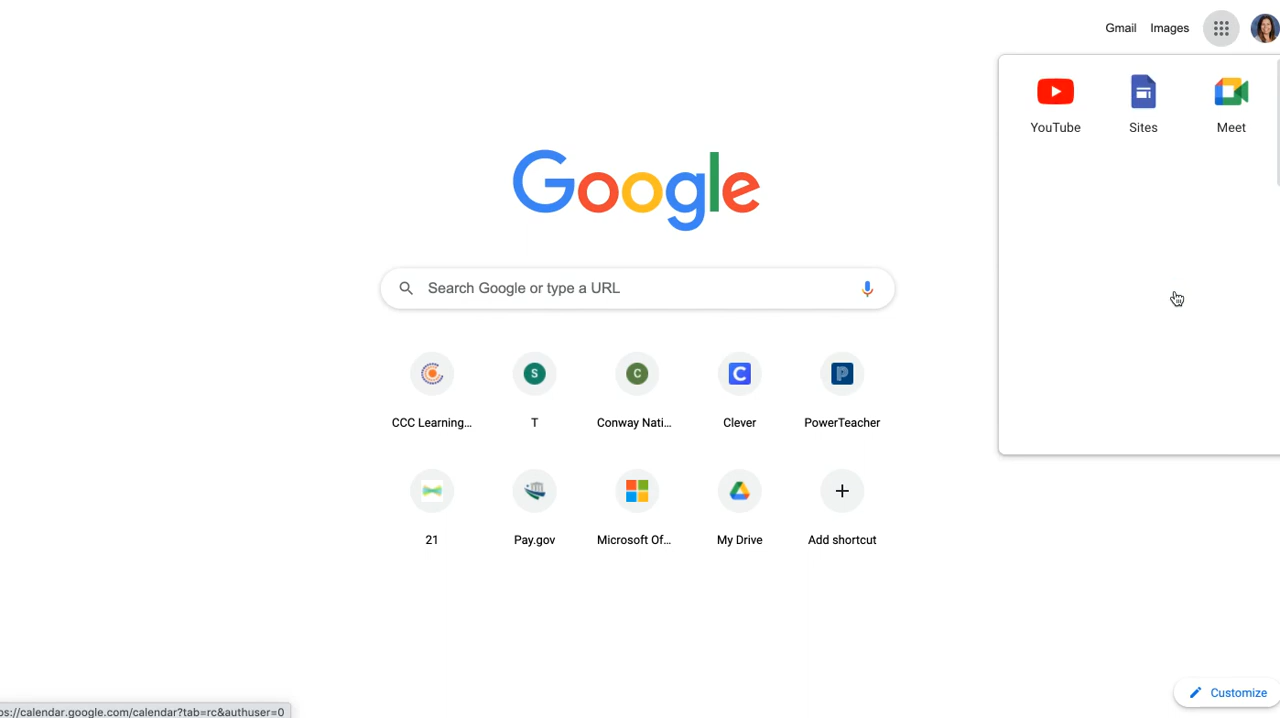 Gmail Images
YouTube Sites Meet
Google
Search Google or type a URL
S C C P
CCC Learning... T Conway Nati... Clever PowerTeacher
21 Pay.gov Microsoft Of... My Drive Add shortcut
Customize
ps://calendar.google.com/calendar?tab=rc&authuser=0